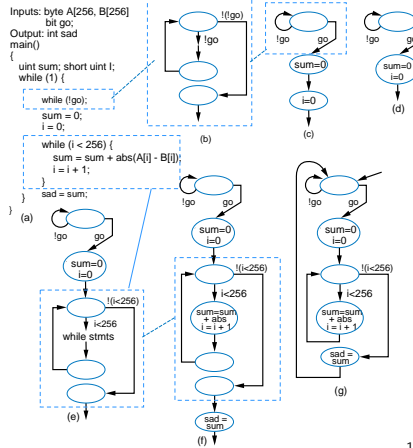 Inputs: byte A[256], B[256]
bit go;
Output: int sad
main()
{
uint sum; short uint I;
while (1) {
while (!go);
sum = 0;
i = 0;
while (i < 256) {
sum = sum + abs(A[i] - B[i]);
i = i + 1;
}
sad = sum;
}
}
(a)
!(!go)
!go
(b)
!go
go
sum=0
i=0
(c)
!go
go
sum=0
i=0
(d)
!go
go
sum=0
i=0
!(i<256)
i<256
while stmts
(e)
!go
go
sum=0
i=0
!(i<256)
i<256
sum=sum
+ abs
i = i + 1
sad =
sum
(f)
!go
go
sum=0
i=0
!(i<256)
i<256
sum=sum
+ abs
i = i + 1
sad =
sum
(g)
1